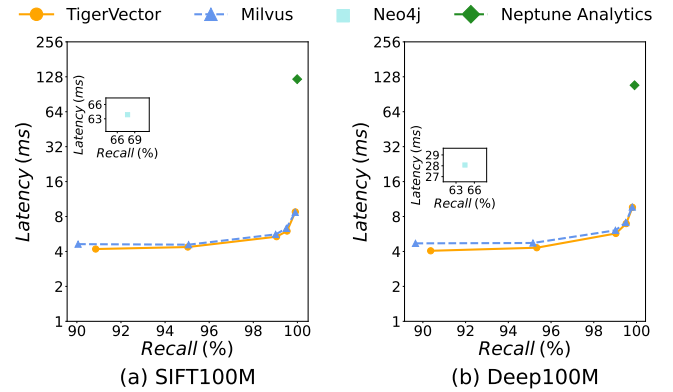 TigerVector Milvus Neo4j Neptune Analytics
256
128
64
32
16
8
4
2
1
Latency (ms)
66
63
Latency (ms)
66 69
Recall (%)
90 92 94 96 98 100
Recall (%)
(a) SIFT100M
256
128
64
32
16
8
4
2
1
Latency (ms)
29
28
27
Latency (ms)
63 66
Recall (%)
90 92 94 96 98 100
Recall (%)
(b) Deep100M